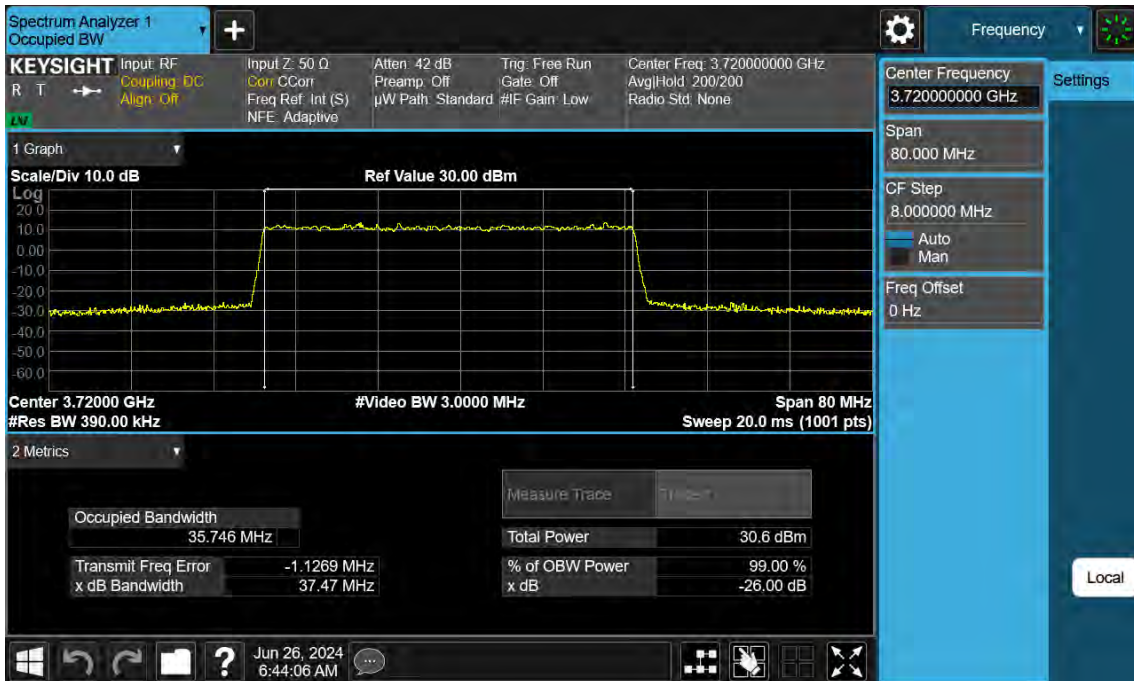 Spectrum Analyzer 1
Occupied BW
Frequency
KEYSIGHT
R T
LXI
Input: RF
Coupling: DC
Align: Off
Input Z: 50 Ω
Corr CCorr
Freq Ref: Int (S)
NFE: Adaptive
Atten: 42 dB
Preamp: Off
µW Path: Standard
Trig: Free Run
Gate: Off
#IF Gain: Low
Center Freq: 3.720000000 GHz
Avg|Hold: 200/200
Radio Std: None
Center Frequency
3.720000000 GHz
Settings
Span
80.000 MHz
CF Step
8.000000 MHz
Auto
Man
Freq Offset
0 Hz
Local
1 Graph
Scale/Div 10.0 dB
Ref Value 30.00 dBm
Log
20.0
10.0
0.00
-10.0
-20.0
-30.0
-40.0
-50.0
-60.0
Center 3.72000 GHz
#Video BW 3.0000 MHz
Span 80 MHz
#Res BW 390.00 kHz
Sweep 20.0 ms (1001 pts)
2 Metrics
Measure Trace
Trace 1
Occupied Bandwidth
35.746 MHz
Total Power 30.6 dBm
Transmit Freq Error -1.1269 MHz
% of OBW Power 99.00 %
x dB Bandwidth 37.47 MHz
x dB -26.00 dB
?
Jun 26, 2024
6:44:06 AM